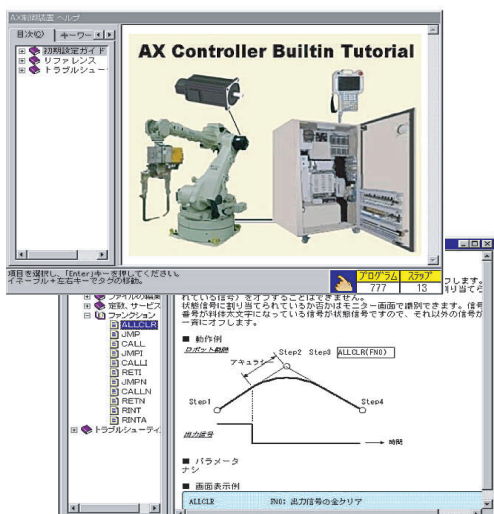 AX制御装置 ヘルプ
目次(C) キーワー
初期設定ガイド
リファレンス
トラブルシュー
AX Controller Builtin Tutorial
項目を選択し、「Enter」キーを押してください。
イネーブル+左右キーでタグの移動。
プログラム ステップ
777 13
ファイルの編集
定数、サービス
ファンクション
ALLCLR
JMP
CALL
JMPI
CALLI
RETI
JMPN
CALLN
RETN
RINT
RINTA
トラブルシューティ
れている信号）をオフすることはできません。
状態信号に割り当てられているか否かはモニター画面で識別できます。信号
番号が斜体太文字になっている信号が状態信号ですので、それ以外の信号が
一斉にオフします。
■ 動作例
ロボット軌跡
アキュラシー
Step2 Step3 ALLCLR(FN0)
Step1
Step4
出力信号
時間
■ パラメータ
ナシ
■ 画面表示例
ALLCLR FN0; 出力信号の全クリア